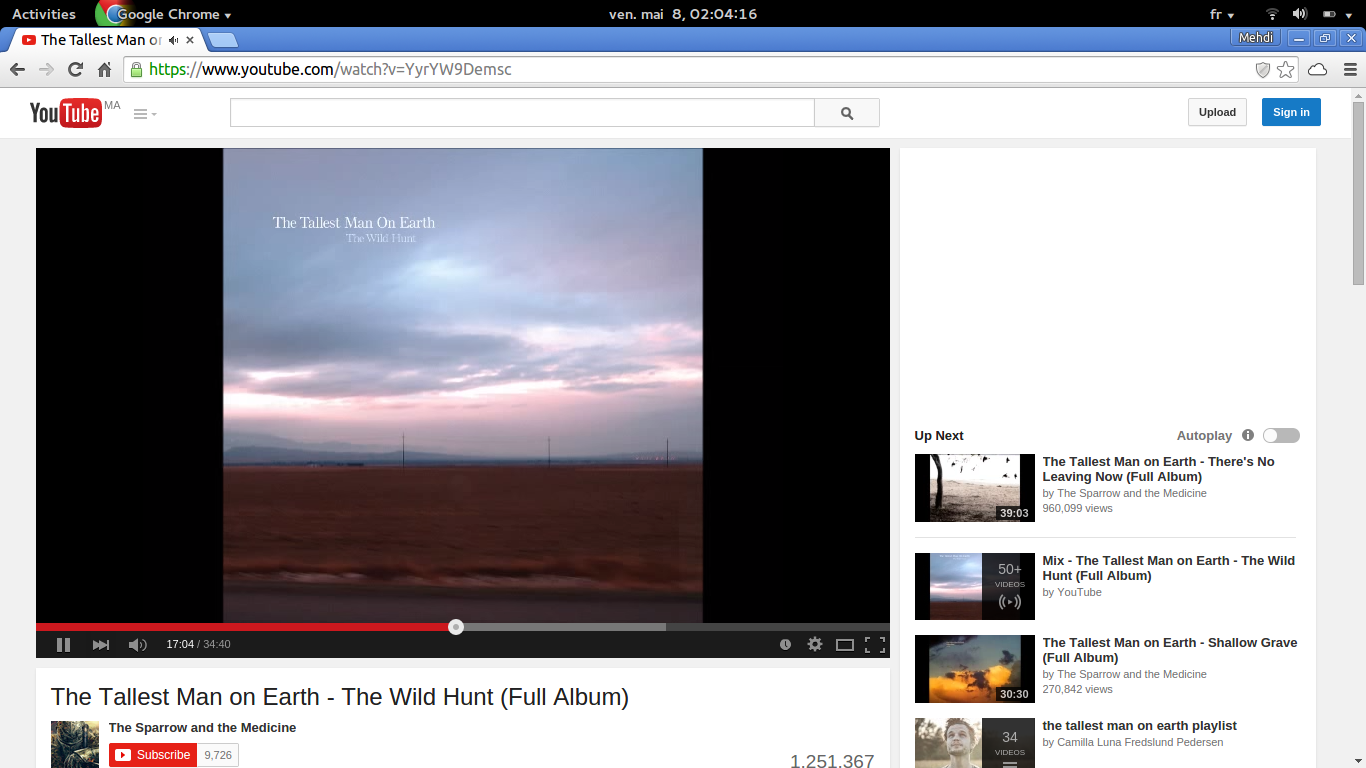 Activities
Google Chrome
ven. mai 8, 02:04:16
fr
The Tallest Man on
Mehdi
https://www.youtube.com/watch?v=YyrYW9Demsc
YouTube MA
Upload
Sign in
The Tallest Man On Earth
The Wild Hunt
17:04 / 34:40
The Tallest Man on Earth - The Wild Hunt (Full Album)
The Sparrow and the Medicine
Subscribe 9,726
1,251,367
Up Next
Autoplay
39:03
The Tallest Man on Earth - There's No
Leaving Now (Full Album)
by The Sparrow and the Medicine
960,099 views
50+
VIDEOS
Mix - The Tallest Man on Earth - The Wild
Hunt (Full Album)
by YouTube
30:30
The Tallest Man on Earth - Shallow Grave
(Full Album)
by The Sparrow and the Medicine
270,842 views
34
VIDEOS
the tallest man on earth playlist
by Camilla Luna Fredslund Pedersen